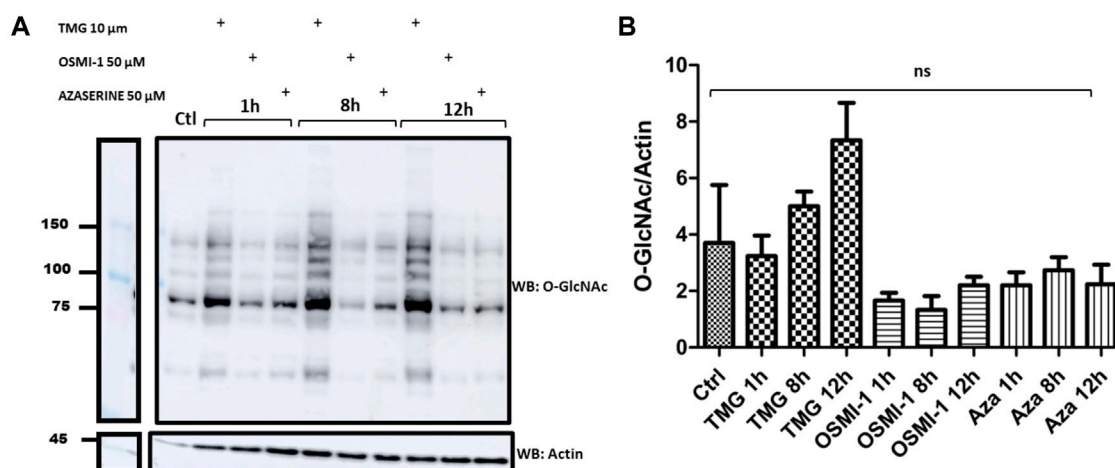 A
TMG 10 µm + + +
OSMI-1 50 µM + + +
AZASERINE 50 µM + + +
Ctl 1h 8h 12h
150
100
75
WB: O-GlcNAc
45
WB: Actin
B
ns
10
8
6
4
2
0
O-GlcNAc/Actin
Ctrl
TMG 1h
TMG 8h
TMG 12h
OSMI-1 1h
OSMI-1 8h
OSMI-1 12h
Aza 1h
Aza 8h
Aza 12h